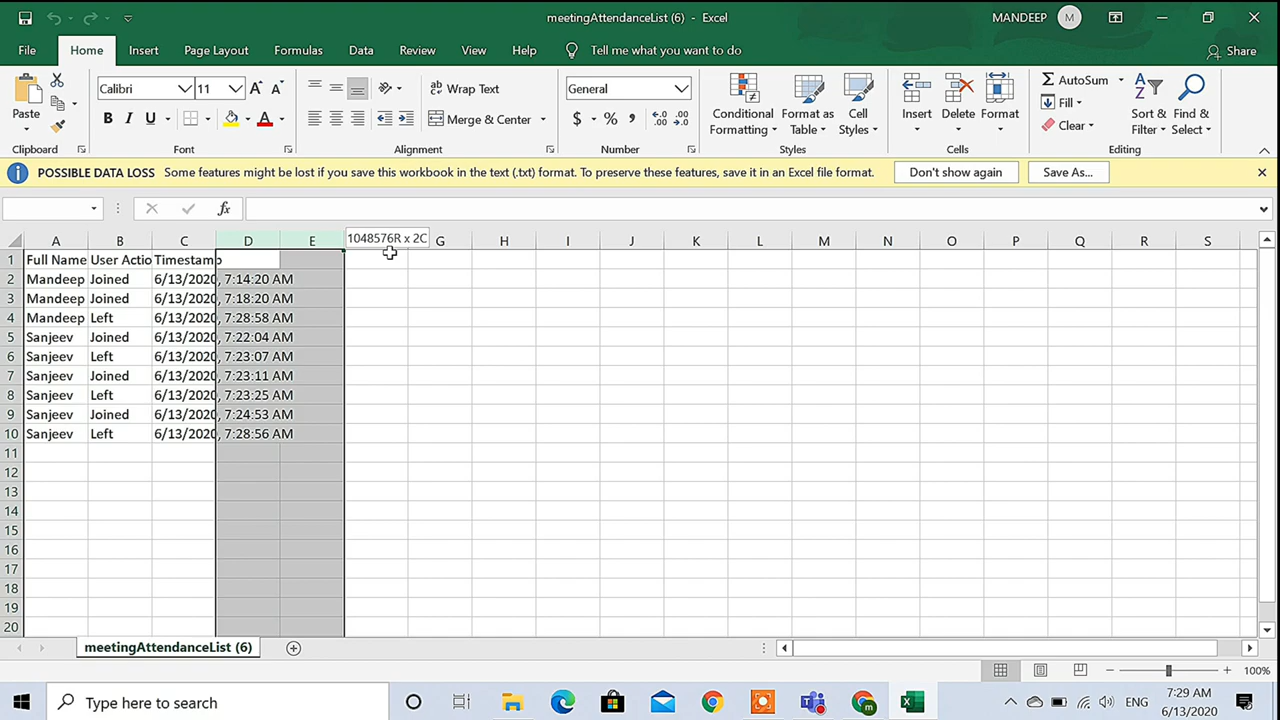 meetingAttendanceList (6) - Excel
MANDEEP M
File Home Insert Page Layout Formulas Data Review View Help Tell me what you want to do Share
Paste
Clipboard
Calibri 11 A A
B I U A
Font
ab Wrap Text
Merge & Center
Alignment
General
$ % , .00
Number
Conditional Formatting
Format as Table
Cell Styles
Styles
Insert
Delete
Format
Cells
AutoSum
Fill
Clear
Sort & Filter
Find & Select
Editing
POSSIBLE DATA LOSS Some features might be lost if you save this workbook in the text (.txt) format. To preserve these features, save it in an Excel file format. Don't show again Save As...
fx
1048576R x 2C
A B C D E G H I J K L M N O P Q R S
1 Full Name User Actio Timestamp
2 Mandeep Joined 6/13/2020, 7:14:20 AM
3 Mandeep Joined 6/13/2020, 7:18:20 AM
4 Mandeep Left 6/13/2020, 7:28:58 AM
5 Sanjeev Joined 6/13/2020, 7:22:04 AM
6 Sanjeev Left 6/13/2020, 7:23:07 AM
7 Sanjeev Joined 6/13/2020, 7:23:11 AM
8 Sanjeev Left 6/13/2020, 7:23:25 AM
9 Sanjeev Joined 6/13/2020, 7:24:53 AM
10 Sanjeev Left 6/13/2020, 7:28:56 AM
11
12
13
14
15
16
17
18
19
20
meetingAttendanceList (6)
100%
Type here to search
ENG
7:29 AM
6/13/2020